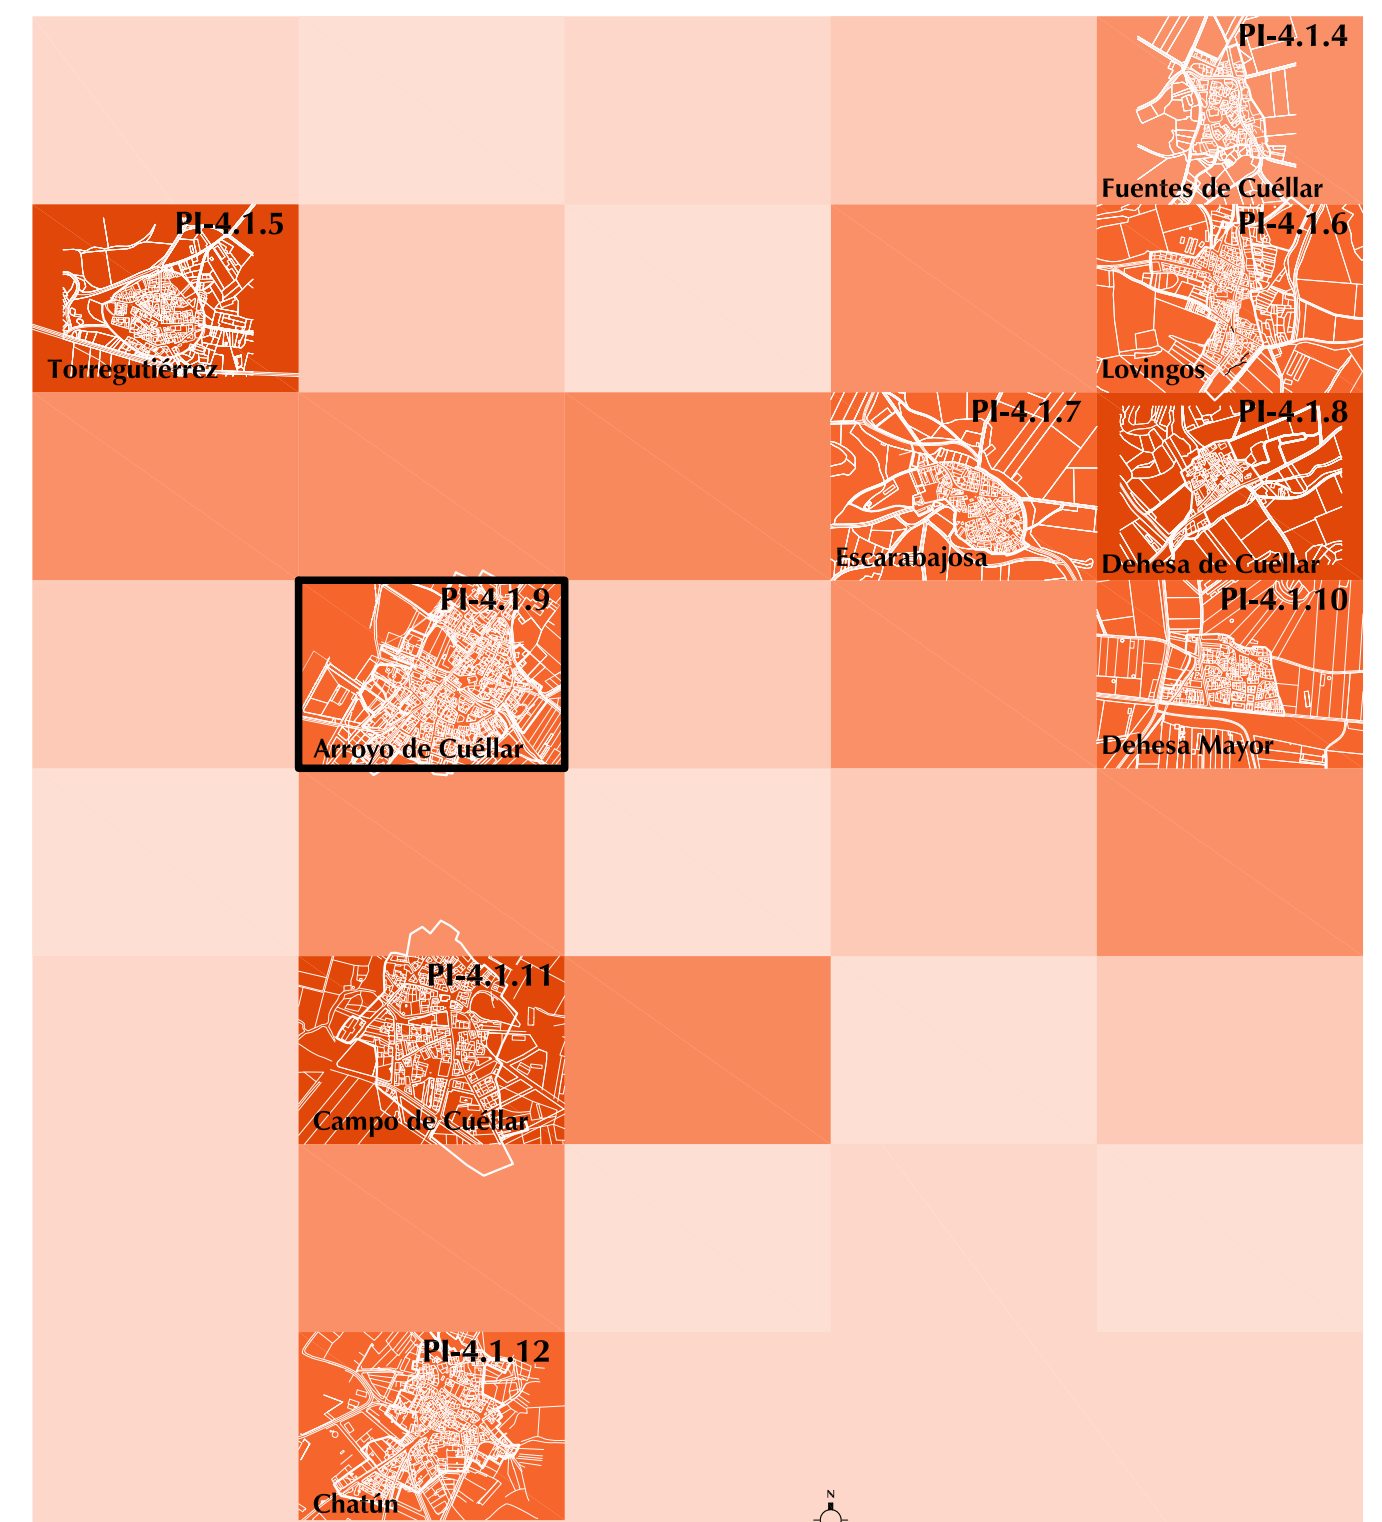 PI-4.1.4
Fuentes de Cuéllar
PI-4.1.5
Torregutiérrez
PI-4.1.6
Lovingos
PI-4.1.7
Escarabajosa
PI-4.1.8
Dehesa de Cuéllar
PI-4.1.9
Arroyo de Cuéllar
PI-4.1.10
Dehesa Mayor
PI-4.1.11
Campo de Cuéllar
PI-4.1.12
Chatún
N